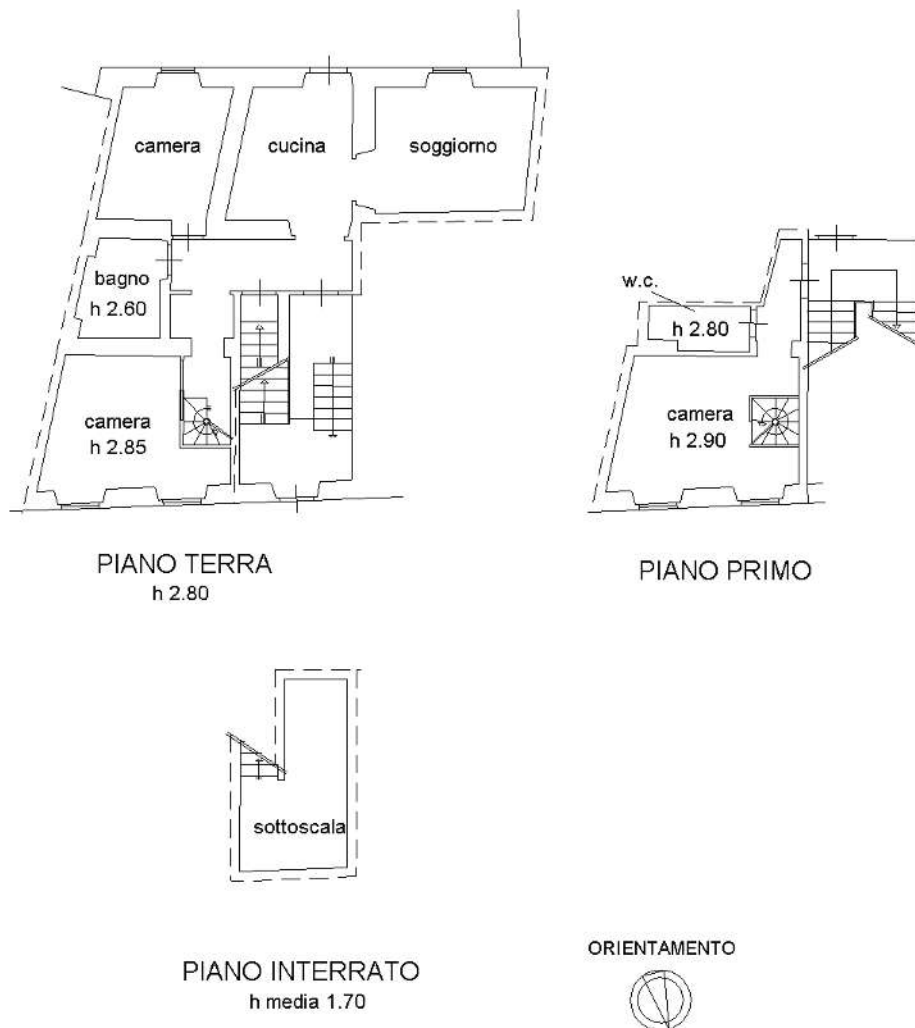 camera
cucina
soggiorno
bagno
h 2.60
camera
h 2.85
PIANO TERRA
h 2.80
w.c.
h 2.80
camera
h 2.90
PIANO PRIMO
sottoscala
PIANO INTERRATO
h media 1.70
ORIENTAMENTO